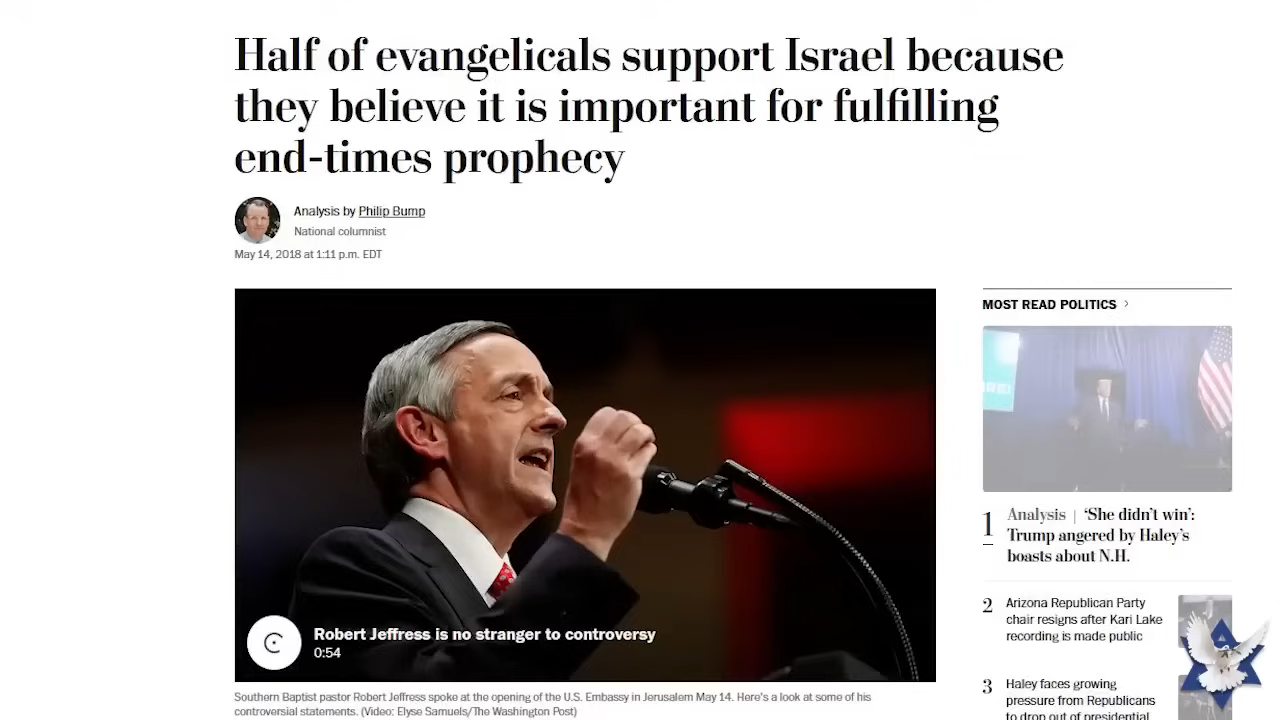 Half of evangelicals support Israel because
they believe it is important for fulfilling
end-times prophecy
Analysis by Philip Bump
National columnist
May 14, 2018 at 1:11 p.m. EDT
Robert Jeffress is no stranger to controversy
0:54
Southern Baptist pastor Robert Jeffress spoke at the opening of the U.S. Embassy in Jerusalem May 14. Here's a look at some of his
controversial statements. (Video: Elyse Samuels/The Washington Post)
MOST READ POLITICS
1
Analysis | ‘She didn’t win’:
Trump angered by Haley’s
boasts about N.H.
2
Arizona Republican Party
chair resigns after Kari Lake
recording is made public
3
Haley faces growing
pressure from Republicans
to drop out of presidential